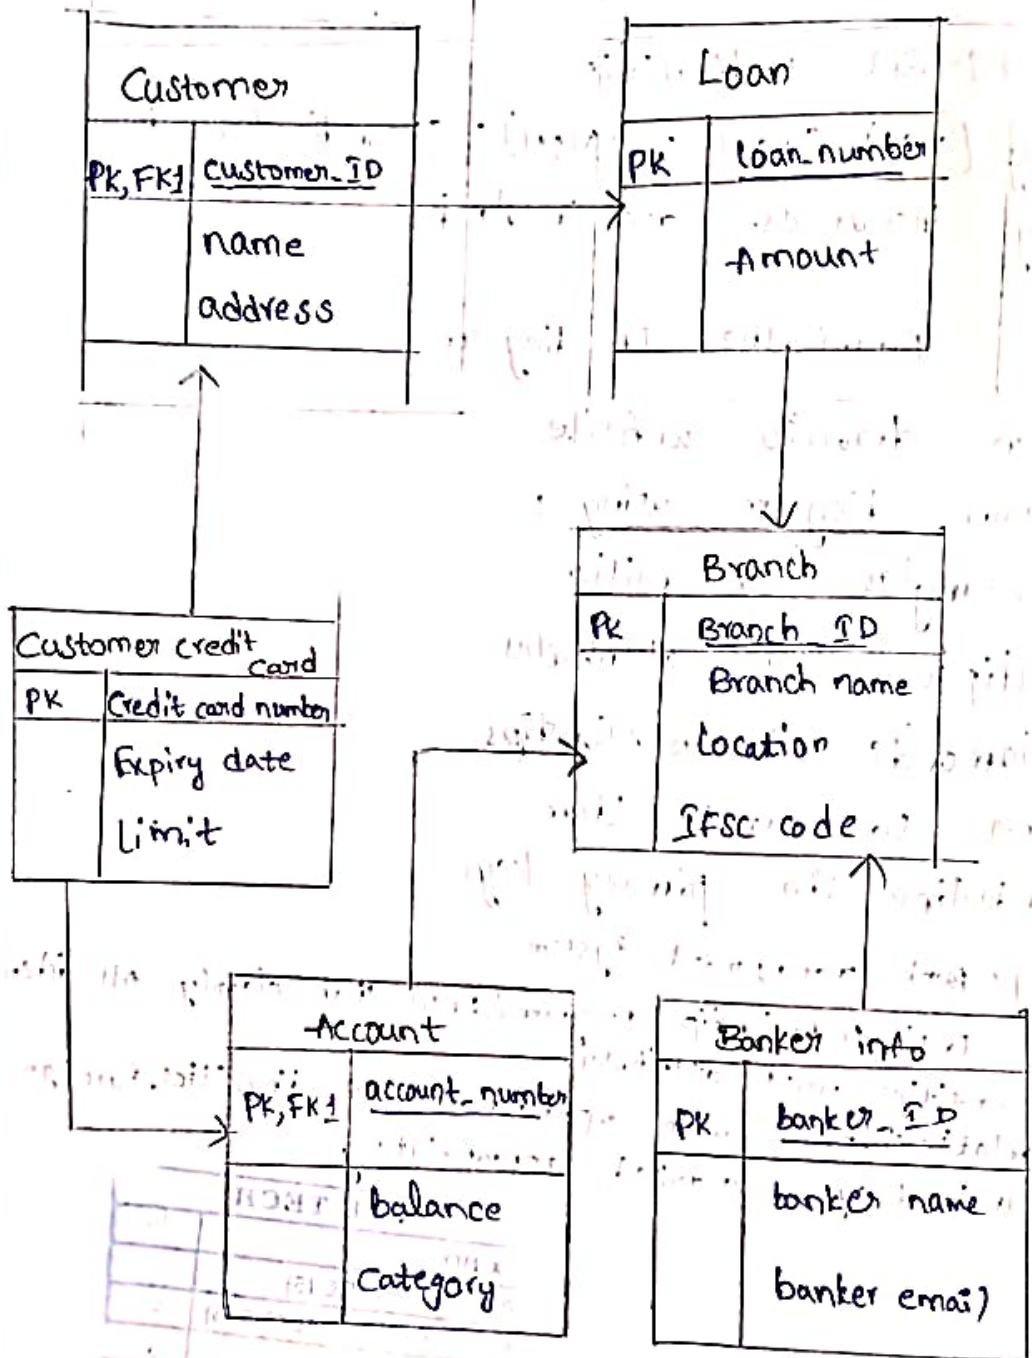 Customer
PK, FK1 customer_ID
name
address
Loan
PK loan_number
Amount
Branch
PK Branch_ID
Branch name
location
IFSC code
Customer credit card
PK Credit card number
Expiry date
Limit
Account
PK, FK1 account_number
balance
Category
Banker info
PK banker_ID
banker name
banker email